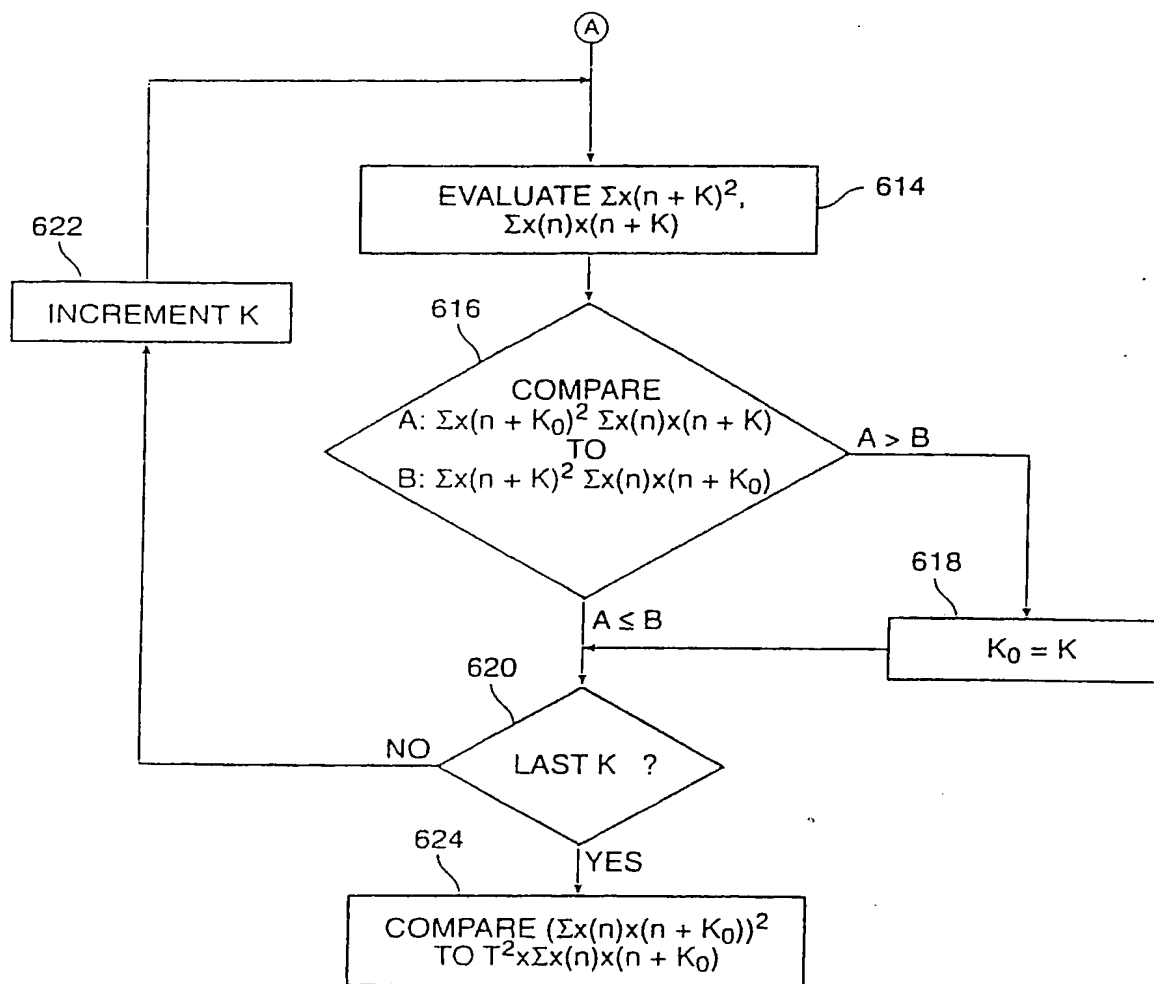 A
EVALUATE Σx(n + K)²,
Σx(n)x(n + K)
614
622
INCREMENT K
616
COMPARE
A: Σx(n + K₀)² Σx(n)x(n + K)
TO
B: Σx(n + K)² Σx(n)x(n + K₀)
A > B
618
K₀ = K
A ≤ B
620
LAST K ?
NO
YES
624
COMPARE (Σx(n)x(n + K₀))²
TO T²xΣx(n)x(n + K₀)